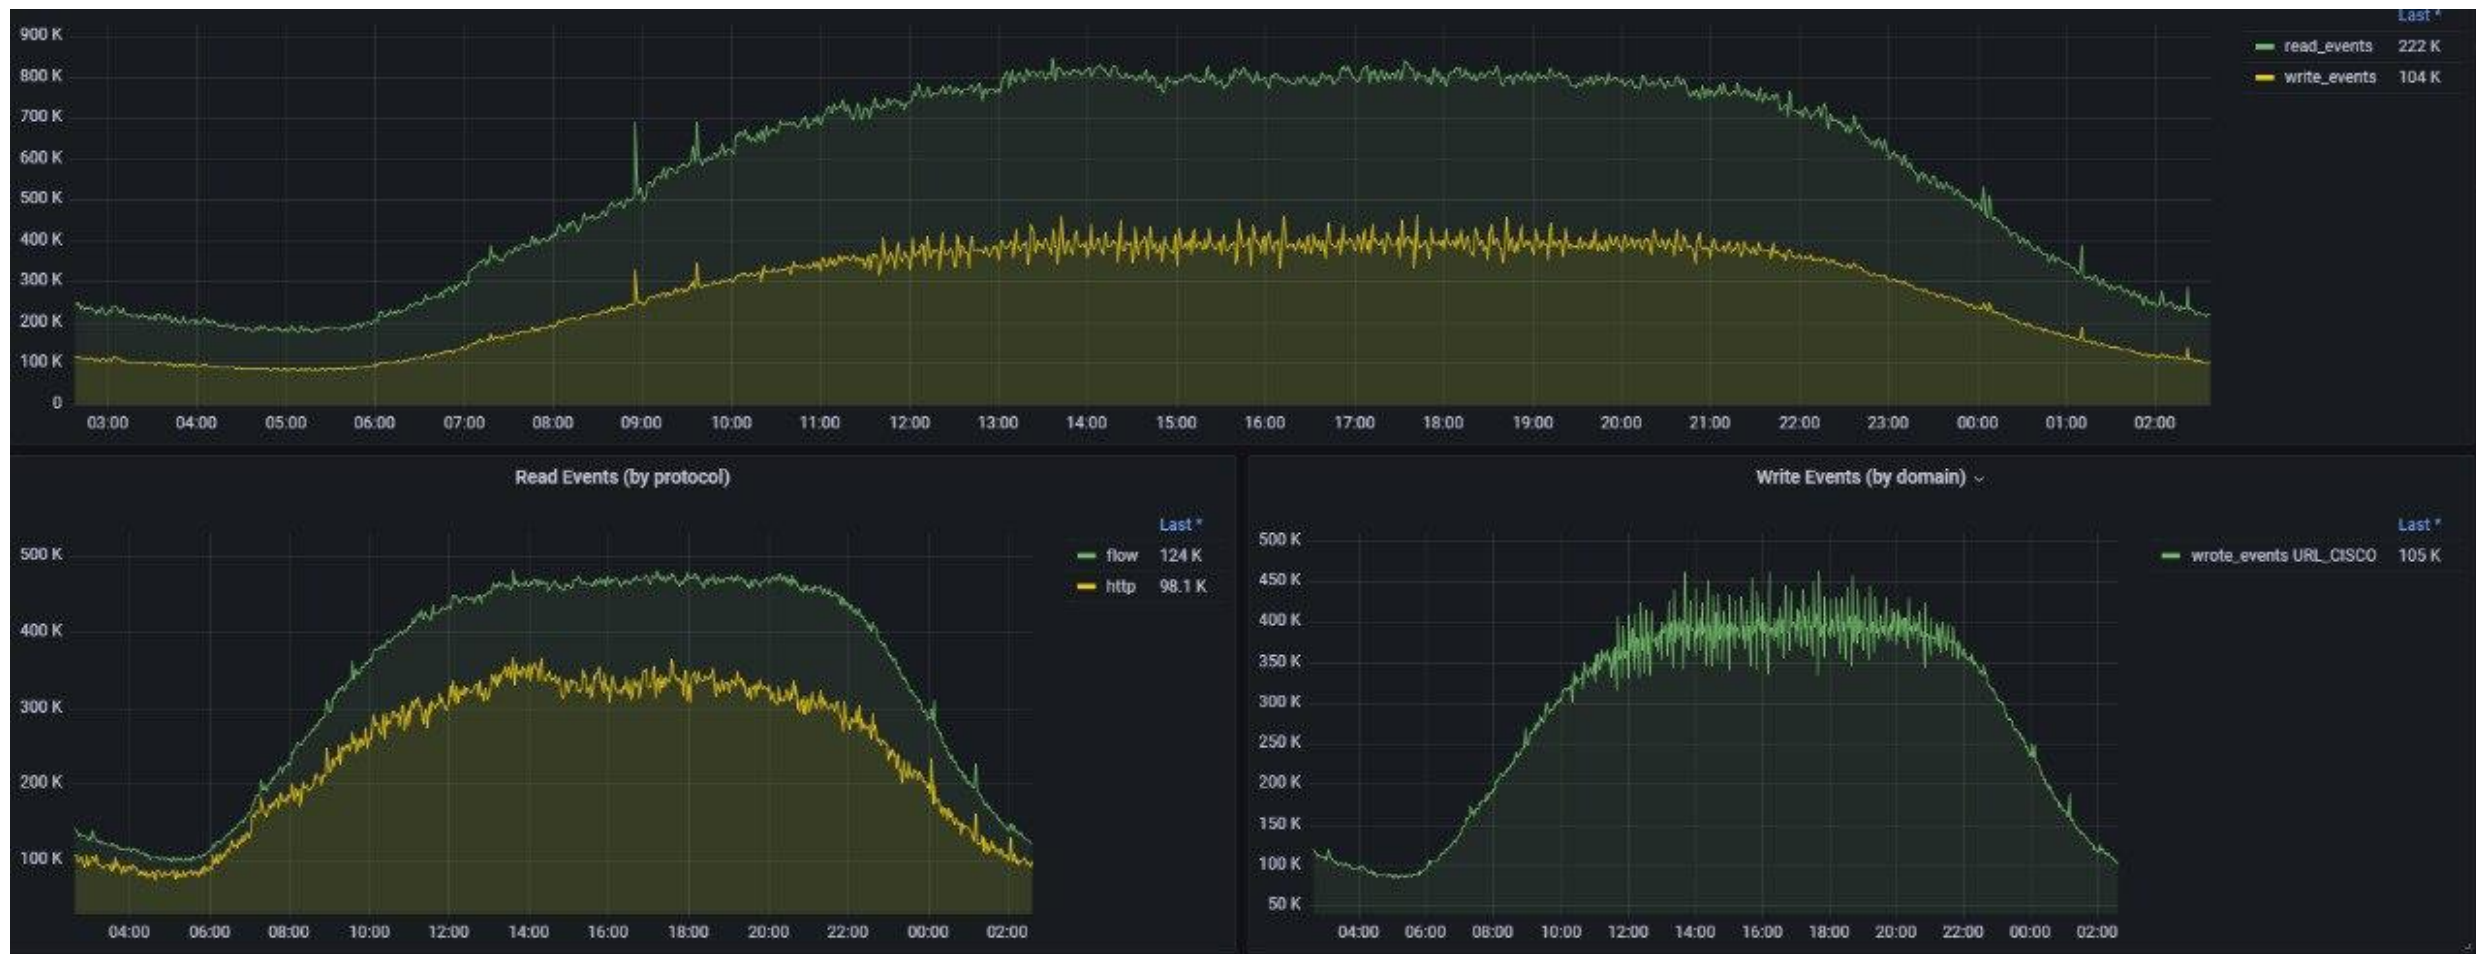 Last *
900 K
read_events 222 K
800 K
write_events 104 K
700 K
600 K
500 K
400 K
300 K
200 K
100 K
0
03:00 04:00 05:00 06:00 07:00 08:00 09:00 10:00 11:00 12:00 13:00 14:00 15:00 16:00 17:00 18:00 19:00 20:00 21:00 22:00 23:00 00:00 01:00 02:00
Read Events (by protocol)
Last *
500 K
flow 124 K
http 98.1 K
400 K
300 K
200 K
100 K
04:00 06:00 08:00 10:00 12:00 14:00 16:00 18:00 20:00 22:00 00:00 02:00
Write Events (by domain)
Last *
500 K
wrote_events URL_CISCO 105 K
450 K
400 K
350 K
300 K
250 K
200 K
150 K
100 K
50 K
04:00 06:00 08:00 10:00 12:00 14:00 16:00 18:00 20:00 22:00 00:00 02:00